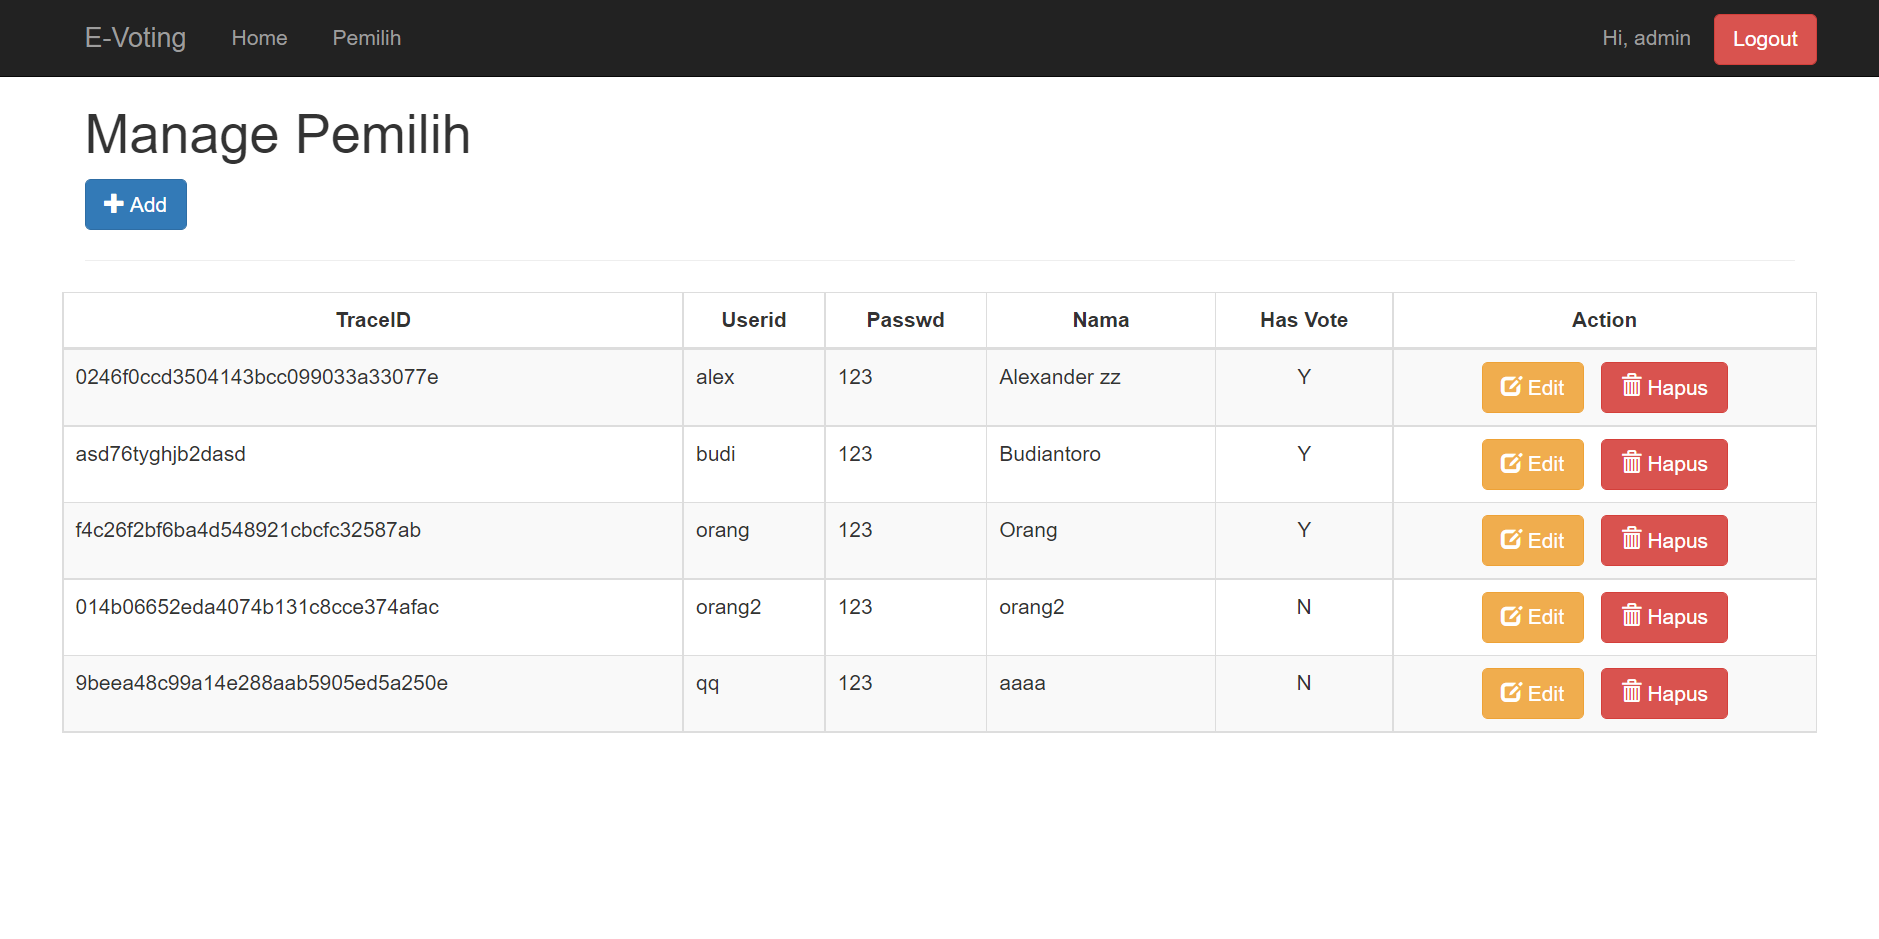 E-Voting Home Pemilih Hi, admin Logout
Manage Pemilih
Add
TraceID Userid Passwd Nama Has Vote Action
0246f0ccd3504143bcc099033a33077e alex 123 Alexander zz Y Edit Hapus
asd76tyghjb2dasd budi 123 Budiantoro Y Edit Hapus
f4c26f2bf6ba4d548921cbcfc32587ab orang 123 Orang Y Edit Hapus
014b06652eda4074b131c8cce374afac orang2 123 orang2 N Edit Hapus
9beea48c99a14e288aab5905ed5a250e qq 123 aaaa N Edit Hapus